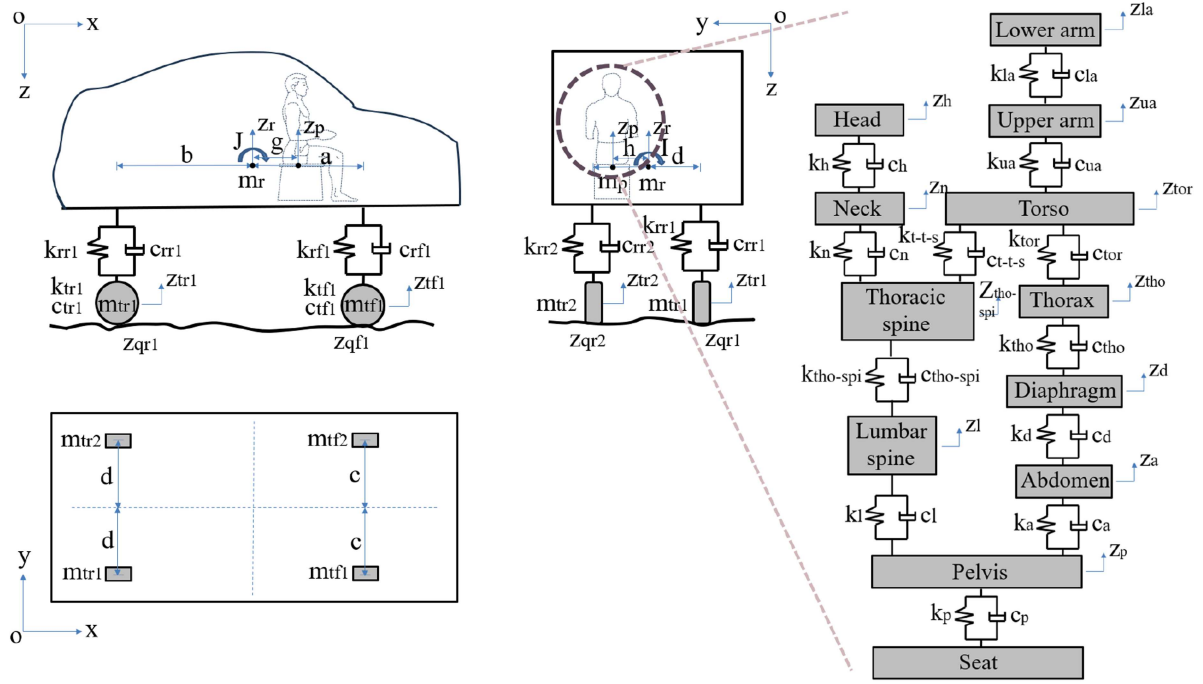 o
x
z
J
zr
zp
g
b
a
mr
krr1
crr1
krf1
crf1
ktr1
ctr1
mtr1
ztr1
ktf1
ctf1
mtf1
ztf1
zqr1
zqf1
y
o
z
zp
zr
h
I
d
mp
mr
krr2
crr2
krr1
crr1
mtr2
ztr2
mtr1
ztr1
zqr2
zqr1
mtr2
mtf2
d
c
d
c
mtr1
mtf1
y
o
x
Lower arm
zla
kla
cla
Head
zh
Upper arm
zua
kh
ch
kua
cua
Neck
zn
Torso
ztor
kn
cn
kt-t-s
ct-t-s
ktor
ctor
Thoracic
spine
Ztho-
spi
Thorax
ztho
ktho
ctho
ktho-spi
ctho-spi
Diaphragm
zd
Lumbar
spine
zl
kd
cd
Abdomen
za
kl
cl
ka
ca
Pelvis
zp
kp
cp
Seat